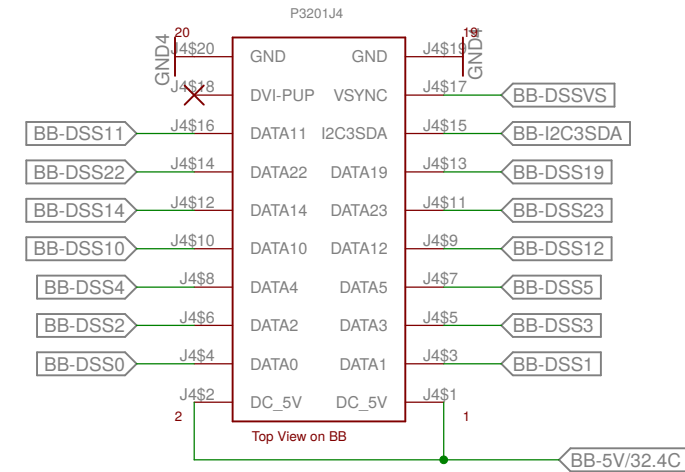 P3201J4
20 19
GND4 J4$20 GND GND J4$19 GND4
J4$18 DVI-PUP VSYNC J4$17 BB-DSSVS
BB-DSS11 J4$16 DATA11 I2C3SDA J4$15 BB-I2C3SDA
BB-DSS22 J4$14 DATA22 DATA19 J4$13 BB-DSS19
BB-DSS14 J4$12 DATA14 DATA23 J4$11 BB-DSS23
BB-DSS10 J4$10 DATA10 DATA12 J4$9 BB-DSS12
BB-DSS4 J4$8 DATA4 DATA5 J4$7 BB-DSS5
BB-DSS2 J4$6 DATA2 DATA3 J4$5 BB-DSS3
BB-DSS0 J4$4 DATA0 DATA1 J4$3 BB-DSS1
J4$2 DC_5V DC_5V J4$1
2 1
Top View on BB
BB-5V/32.4C